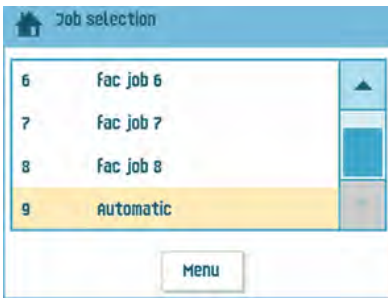 Job selection
6 fac job 6
7 fac job 7
8 fac job 8
9 Automatic
Menu